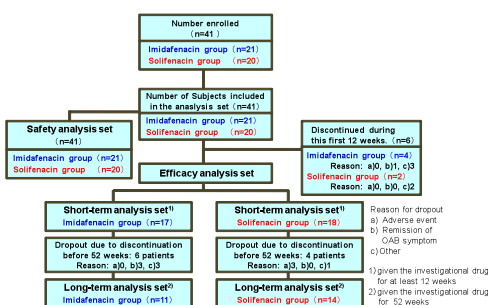 Number enrolled
(n=41)
Imidafenacin group (n=21)
Solifenacin group (n=20)
Number of Subjects included
in the anaslysis set (n=41)
Imidafenacin group (n=21)
Solifenacin group (n=20)
Safety analysis set
(n=41)
Imidafenacin group (n=21)
Solifenacin group (n=20)
Discontinued during
this first 12 weeks. (n=6)
Imidafenacin group (n=4)
Reason: a)0, b)1, c)3
Solifenacin group (n=2)
Reason: a)0, b)0, c)2
Efficacy analysis set
Short-term analysis set1)
Imidafenacin group (n=17)
Short-term analysis set1)
Solifenacin group (n=18)
Dropout due to discontinuation
before 52 weeks: 6 patients
Reason: a)0, b)3, c)3
Dropout due to discontinuation
before 52 weeks: 4 patients
Reason: a)3, b)0, c)1
Long-term analysis set2)
Imidafenacin group (n=11)
Long-term analysis set2)
Solifenacin group (n=14)
Reason for dropout
a) Adverse event
b) Remission of
OAB symptom
c) Other
1) given the investigational drug
for at least 12 weeks
2) given the investigational drug
for 52 weeks